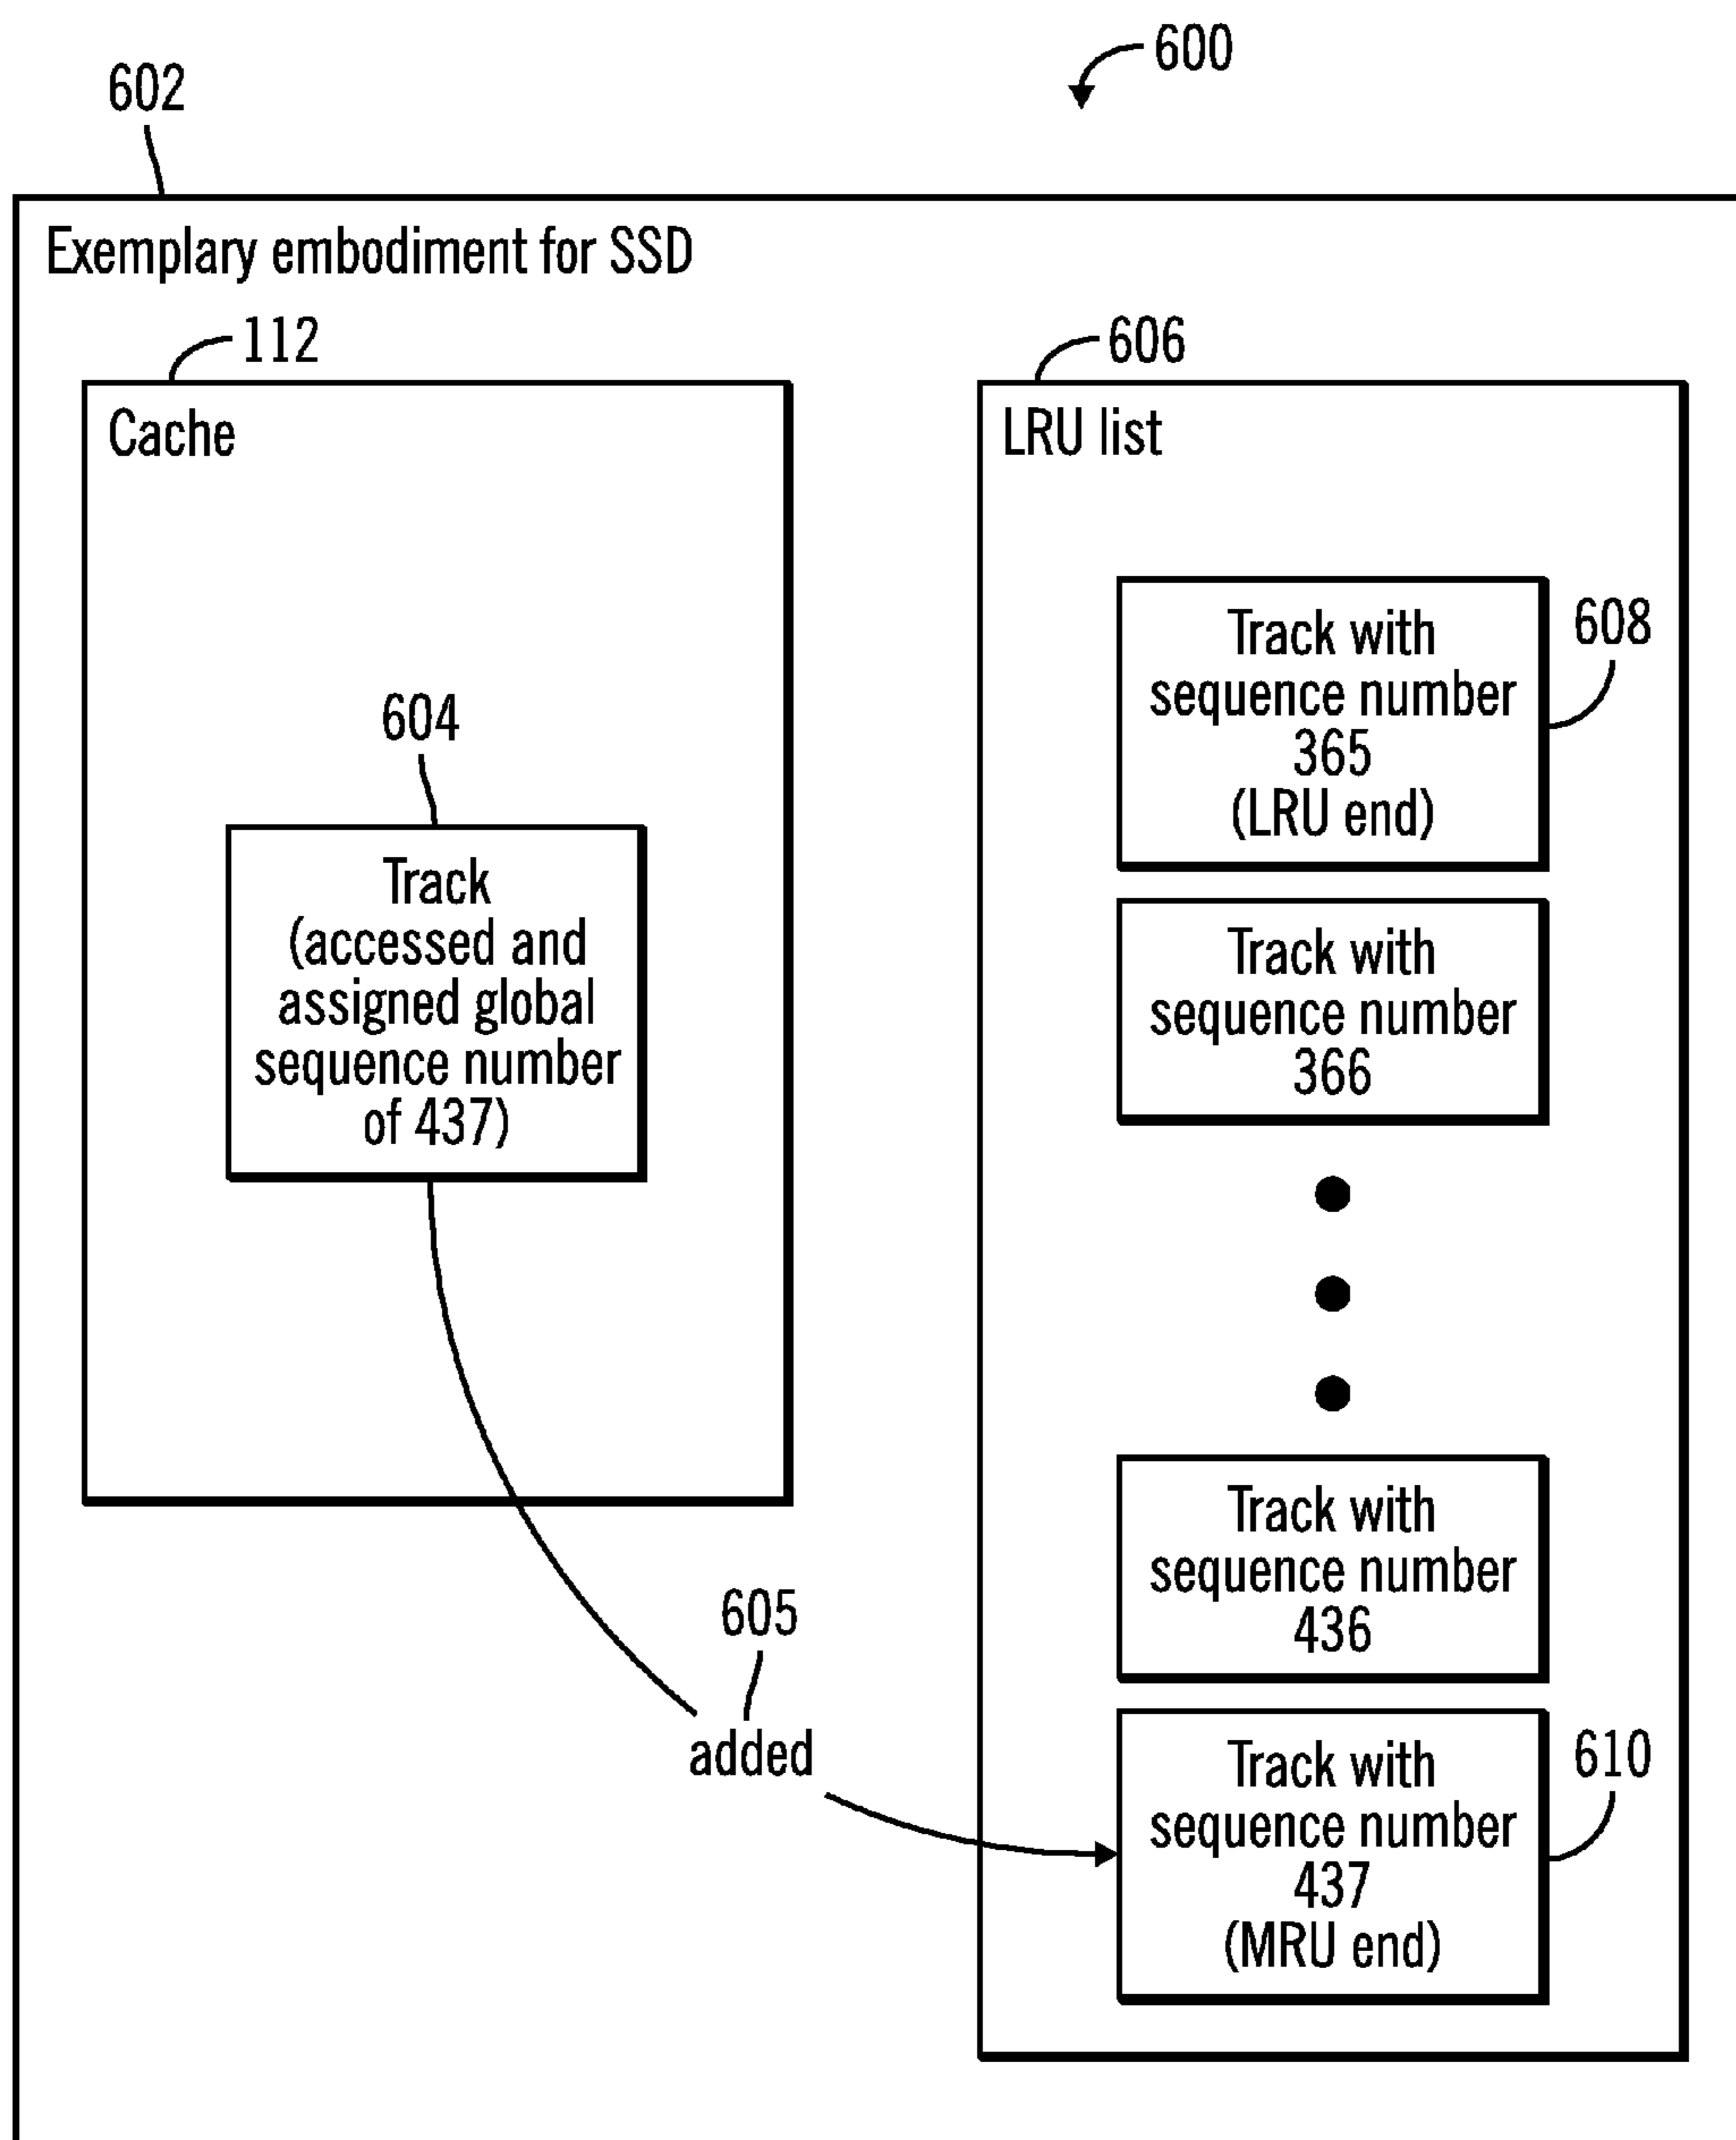 600
602
Exemplary embodiment for SSD
112
Cache
604
Track
(accessed and
assigned global
sequence number
of 437)
605
added
606
LRU list
Track with
sequence number
365
(LRU end)
608
Track with
sequence number
366
Track with
sequence number
436
Track with
sequence number
437
(MRU end)
610